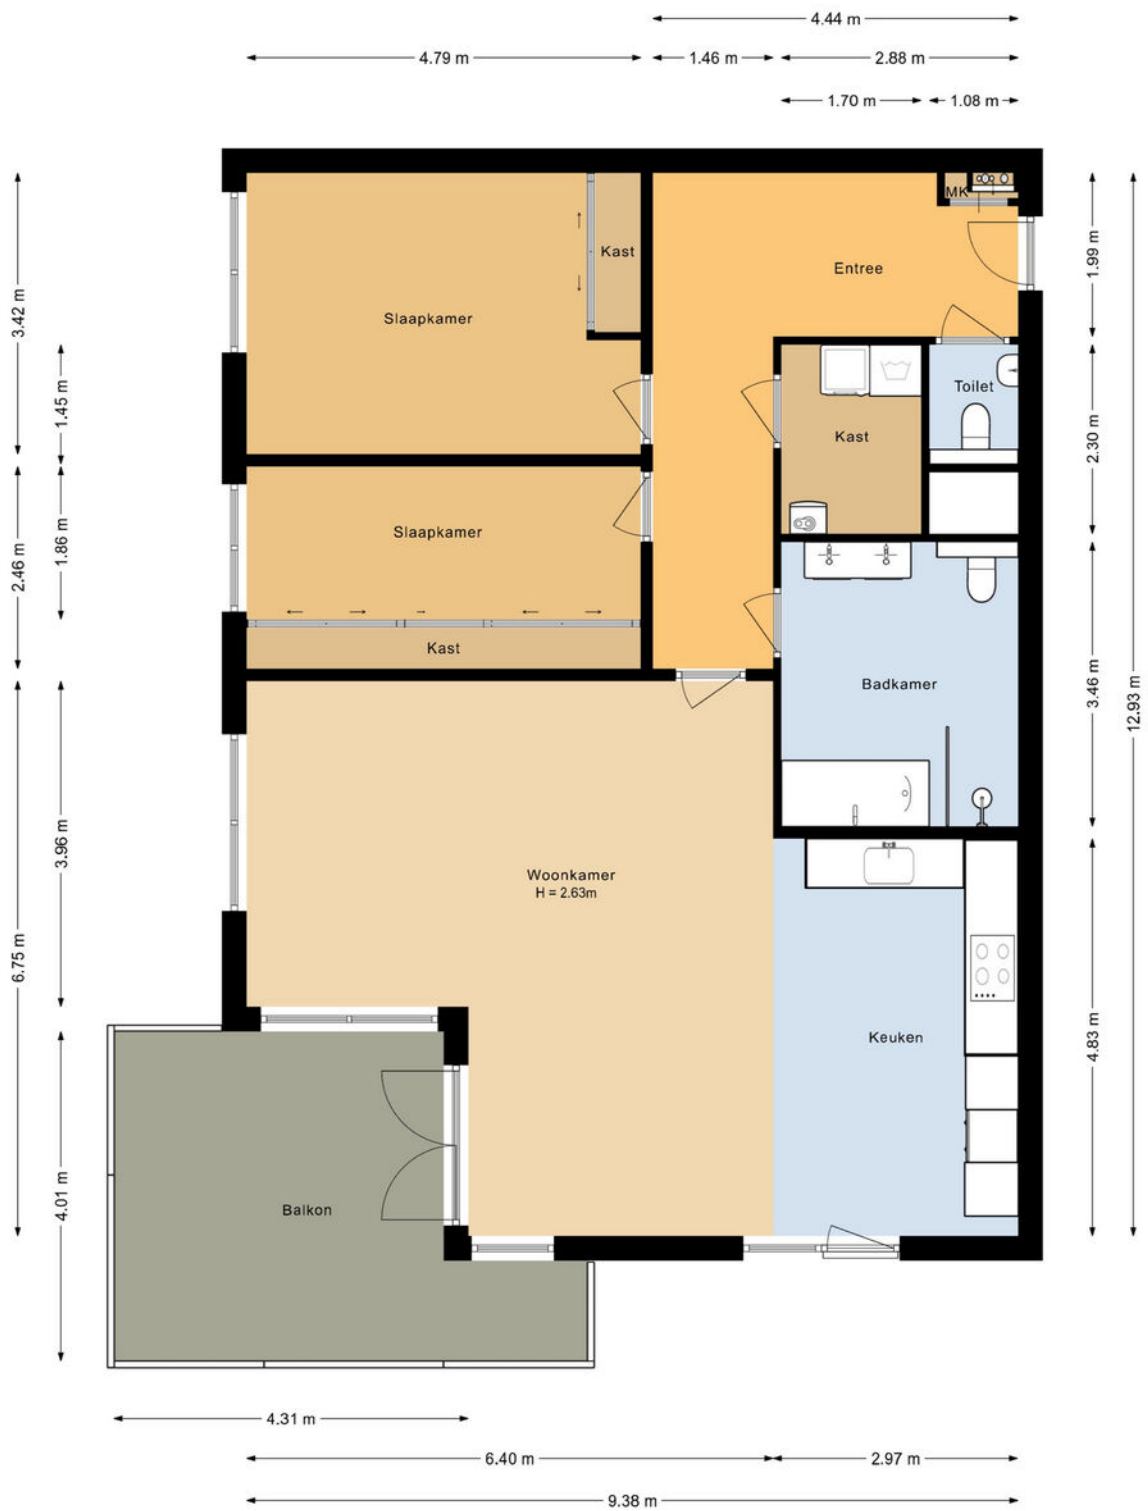 4.44 m
4.79 m
1.46 m
2.88 m
1.70 m
1.08 m
MK
Kast
Entree
Slaapkamer
1.99 m
3.42 m
1.45 m
Toilet
Kast
2.30 m
Slaapkamer
2.46 m
1.86 m
Kast
Badkamer
3.46 m
12.93 m
3.96 m
Woonkamer
H = 2.63m
6.75 m
Keuken
4.83 m
4.01 m
Balkon
4.31 m
6.40 m
2.97 m
9.38 m